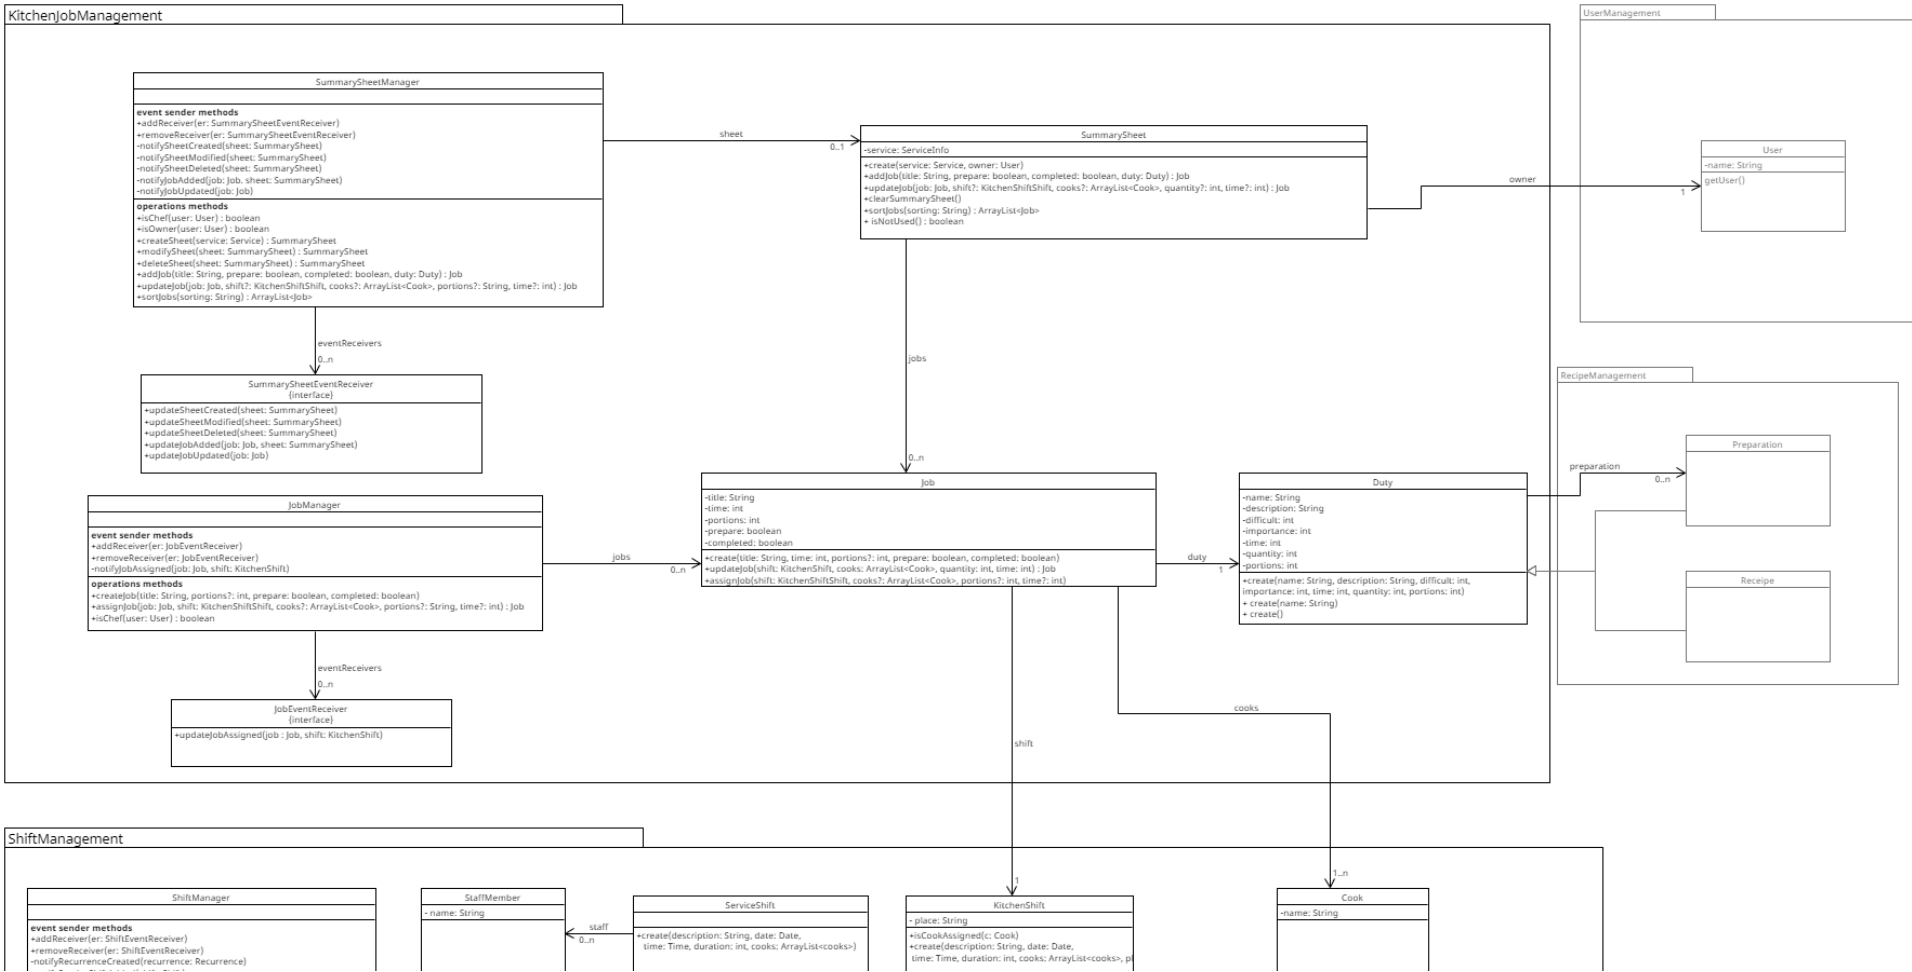 KitchenJobManagement
SummarySheetManager
event sender methods
+addReceiver(er: SummarySheetEventReceiver)
+removeReceiver(er: SummarySheetEventReceiver)
-notifySheetCreated(sheet: SummarySheet)
-notifySheetModified(sheet: SummarySheet)
-notifySheetDeleted(sheet: SummarySheet)
-notifyJobAdded(job: Job. sheet: SummarySheet)
-notifyJobUpdated(job: Job)
operations methods
+isChef(user: User) : boolean
+isOwner(user: User) : boolean
+createSheet(service: Service) : SummarySheet
+modifySheet(sheet: SummarySheet) : SummarySheet
+deleteSheet(sheet: SummarySheet) : SummarySheet
+addJob(title: String, prepare: boolean, completed: boolean, duty: Duty) : Job
+updateJob(job: Job, shift?: KitchenShiftShift, cooks?: ArrayList<Cook>, portions?: String, time?: int) : Job
+sortJobs(sorting: String) : ArrayList<Job>
sheet
0..1
SummarySheet
-service: ServiceInfo
+create(service: Service, owner: User)
+addJob(title: String, prepare: boolean, completed: boolean, duty: Duty) : Job
+updateJob(job: Job, shift?: KitchenShiftShift, cooks?: ArrayList<Cook>, quantity?: int, time?: int) : Job
+clearSummarySheet()
+sortJobs(sorting: String) : ArrayList<Job>
+ isNotUsed() : boolean
owner
1
UserManagement
User
-name: String
getUser()
eventReceivers
0..n
SummarySheetEventReceiver
{interface}
+updateSheetCreated(sheet: SummarySheet)
+updateSheetModified(sheet: SummarySheet)
+updateSheetDeleted(sheet: SummarySheet)
+updateJobAdded(job: Job, sheet: SummarySheet)
+updateJobUpdated(job: Job)
jobs
0..n
JobManager
event sender methods
+addReceiver(er: JobEventReceiver)
+removeReceiver(er: JobEventReceiver)
-notifyJobAssigned(job: Job, shift: KitchenShift)
operations methods
+createJob(title: String, portions?: int, prepare: boolean, completed: boolean)
+assignJob(job: Job, shift: KitchenShiftShift, cooks?: ArrayList<Cook>, portions?: String, time?: int) : Job
+isChef(user: User) : boolean
jobs
0..n
Job
-title: String
-time: int
-portions: int
-prepare: boolean
-completed: boolean
+create(title: String, time: int, portions?: int, prepare: boolean, completed: boolean)
+updateJob(shift: KitchenShift, cooks: ArrayList<Cook>, quantity: int, time: int) : Job
+assignJob(shift: KitchenShiftShift, cooks?: ArrayList<Cook>, portions?: int, time?: int)
duty
1
Duty
-name: String
-description: String
-difficult: int
-importance: int
-time: int
-quantity: int
-portions: int
+create(name: String, description: String, difficult: int,
importance: int, time: int, quantity: int, portions: int)
+ create(name: String)
+ create()
RecipeManagement
preparation
0..n
Preparation
Receipe
eventReceivers
0..n
JobEventReceiver
{interface}
+updateJobAssigned(job : Job, shift: KitchenShift)
shift
1
cooks
1..n
ShiftManagement
ShiftManager
event sender methods
+addReceiver(er: ShiftEventReceiver)
+removeReceiver(er: ShiftEventReceiver)
-notifyRecurrenceCreated(recurrence: Recurrence)
StaffMember
- name: String
staff
0..n
ServiceShift
+create(description: String, date: Date,
time: Time, duration: int, cooks: ArrayList<cooks>)
KitchenShift
- place: String
+isCookAssigned(c: Cook)
+create(description: String, date: Date,
time: Time, duration: int, cooks: ArrayList<cooks>,
Cook
-name: String